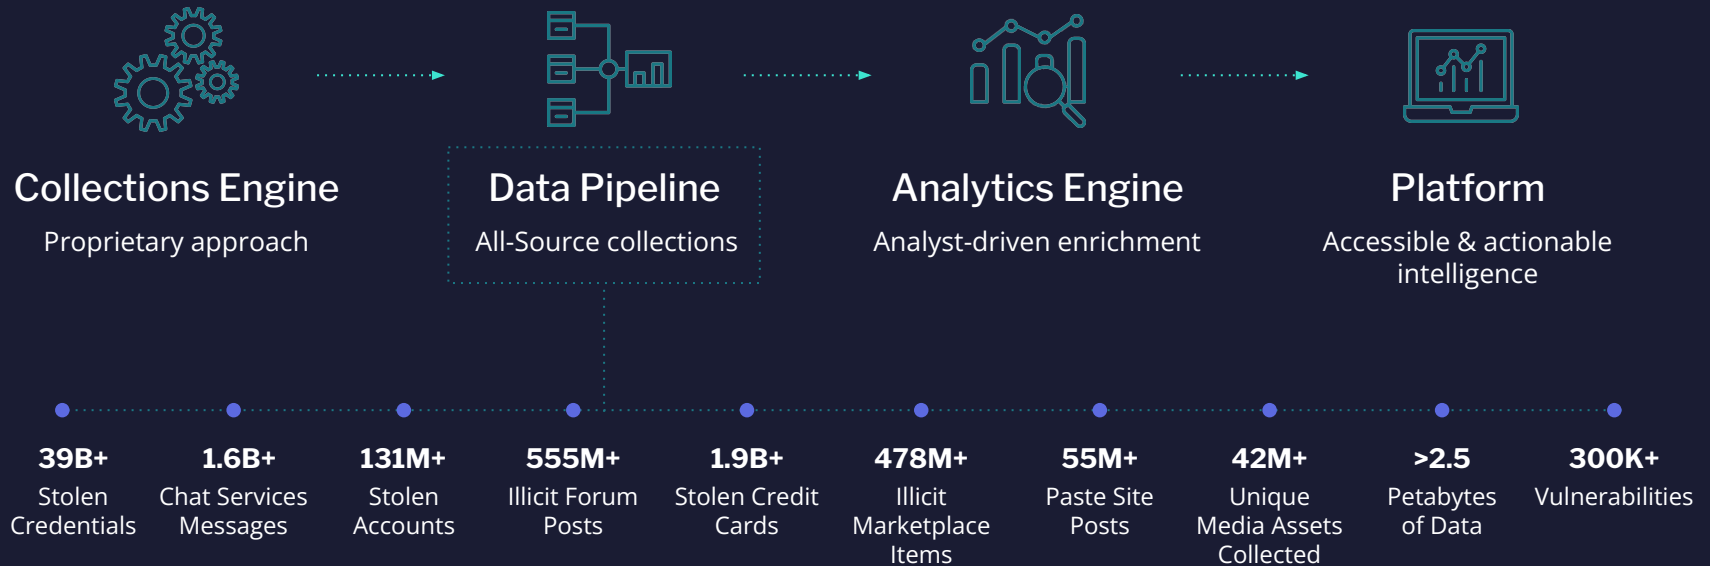 Collections Engine
Proprietary approach
Data Pipeline
All-Source collections
Analytics Engine
Analyst-driven enrichment
Platform
Accessible & actionable
intelligence
39B+
Stolen
Credentials
1.6B+
Chat Services
Messages
131M+
Stolen
Accounts
555M+
Illicit Forum
Posts
1.9B+
Stolen Credit
Cards
478M+
Illicit
Marketplace
Items
55M+
Paste Site
Posts
42M+
Unique
Media Assets
Collected
>2.5
Petabytes
of Data
300K+
Vulnerabilities